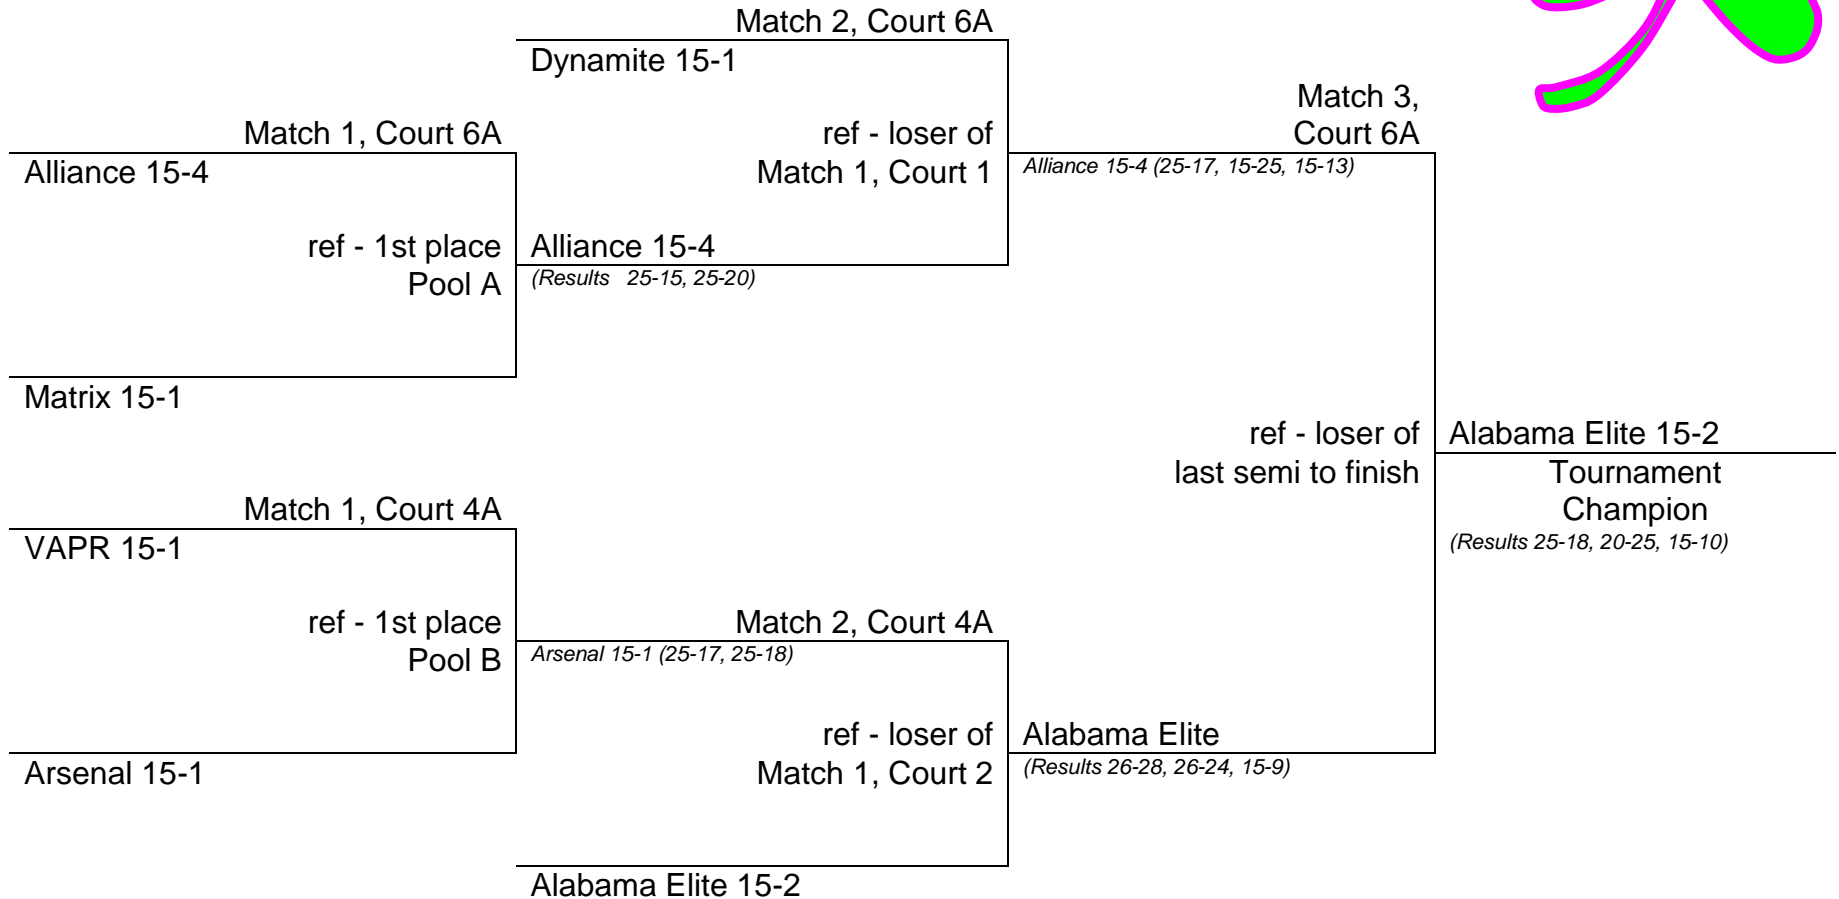 Match 2, Court 6A
Dynamite 15-1
Match 3,
Court 6A
Match 1, Court 6A
ref - loser of
Match 1, Court 1
Alliance 15-4
Alliance 15-4 (25-17, 15-25, 15-13)
ref - 1st place
Pool A
Alliance 15-4
(Results   25-15, 25-20)
Matrix 15-1
ref - loser of
last semi to finish
Alabama Elite 15-2
Tournament
Champion
(Results 25-18, 20-25, 15-10)
Match 1, Court 4A
VAPR 15-1
ref - 1st place
Pool B
Match 2, Court 4A
Arsenal 15-1 (25-17, 25-18)
ref - loser of
Match 1, Court 2
Alabama Elite
(Results 26-28, 26-24, 15-9)
Arsenal 15-1
Alabama Elite 15-2